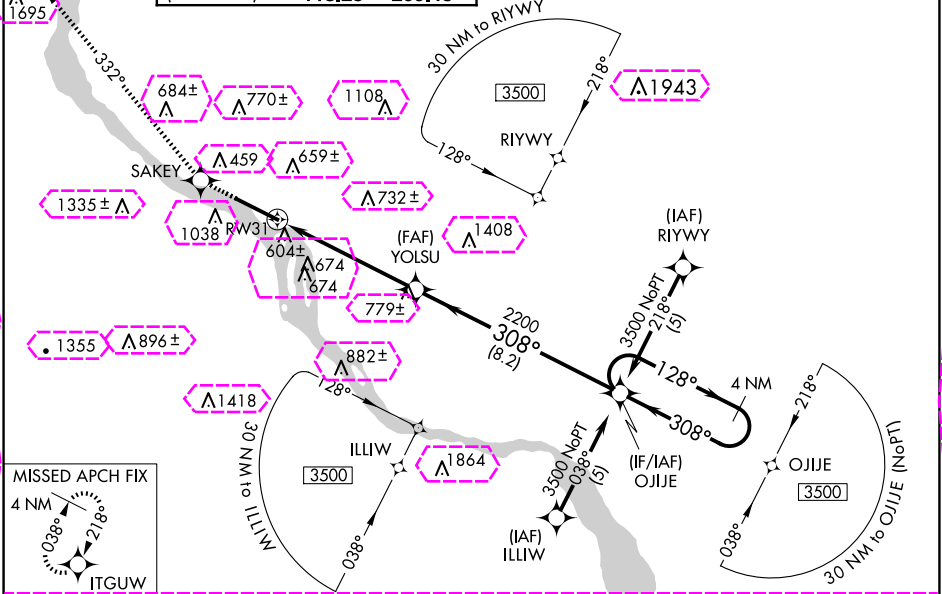 1695
30 NM to RIYWY
218°
3500
RIYWY
128°
1943
332°
684±
770±
1108
459
659±
SAKEY
732±
1335±
1038
RW31
604±
674
674
(FAF)
YOLSU
1408
(IAF)
RIYWY
779±
3500 NoPT
218°
(5)
2200
308°
(8.2)
1355
896±
882±
128°
1418
30 NM to ILLIW
3500
ILLIW
038°
1864
128°
4 NM
308°
(IF/IAF)
OJIJE
3500 NoPT
038°
(5)
(IAF)
ILLIW
218°
OJIJE
3500
038°
30 NM to OJIJE (NoPT)
MISSED APCH FIX
4 NM
038°
218°
ITGUW